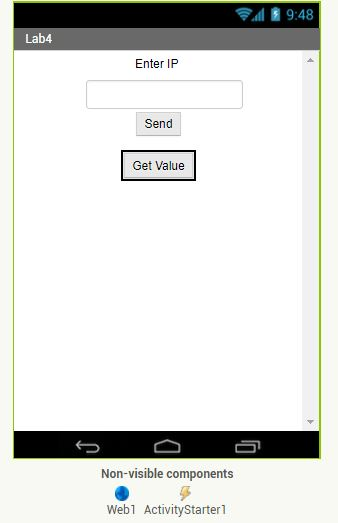 9:48
Lab4
Enter IP
Send
Get Value
Non-visible components
Web1 ActivityStarter1